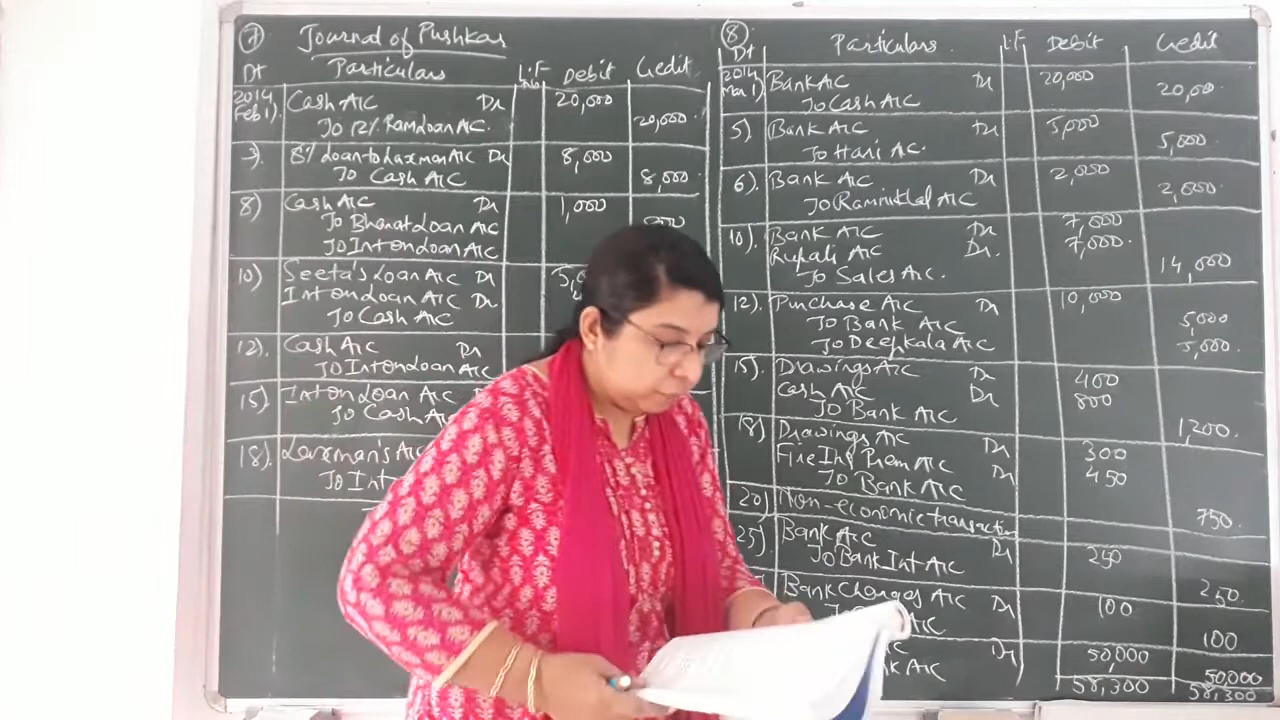 7 Journal of Pushkar
Dt Particulars L.F Debit Credit
2014
Feb 1). Cash A/C Dr 20,000
To 12% Ram Loan A/C. 20,000
3). 8% Loan to Laxman A/C Dr 8,000
To Cash A/C 8,000
8) Cash A/C Dr 1,000
To Bharat Loan A/C
To Int on Loan A/C
10) Seeta's Loan A/C Dr
Int on Loan A/C Dr
To Cash A/C
12). Cash A/C Dr
To Int on Loan A/C
15). Int on Loan A/C
To Cash A/C
18). Laxman's A/C
To Int
8
Dt Particulars. L.F Debit Credit
2014
Mar 1) Bank A/C Dr 20,000
To Cash A/C 20,000
5) Bank A/C Dr 5,000
To Hari A/C. 5,000
6). Bank A/C Dr 2,000
To Ramniklal A/C 2,000
10). Bank A/C Dr 7,000
Rupali A/C Dr. 7,000
To Sales A/C. 14,000
12). Purchase A/C Dr 10,000
To Bank A/C 5,000
To Deepkala A/C 5,000
15). Drawings A/C Dr 400
Cash A/C Dr 800
To Bank A/C 1,200
18) Drawings A/C Dr 300
Fire Ins Prem A/C Dr 450
To Bank A/C 750
20) Non-economic transaction
25) Bank A/C Dr 250
To Bank Int A/C 250
Bank Charges A/C Dr 100
A/C 100
Dr 50,000
A/C 50,000
58,300 58,300